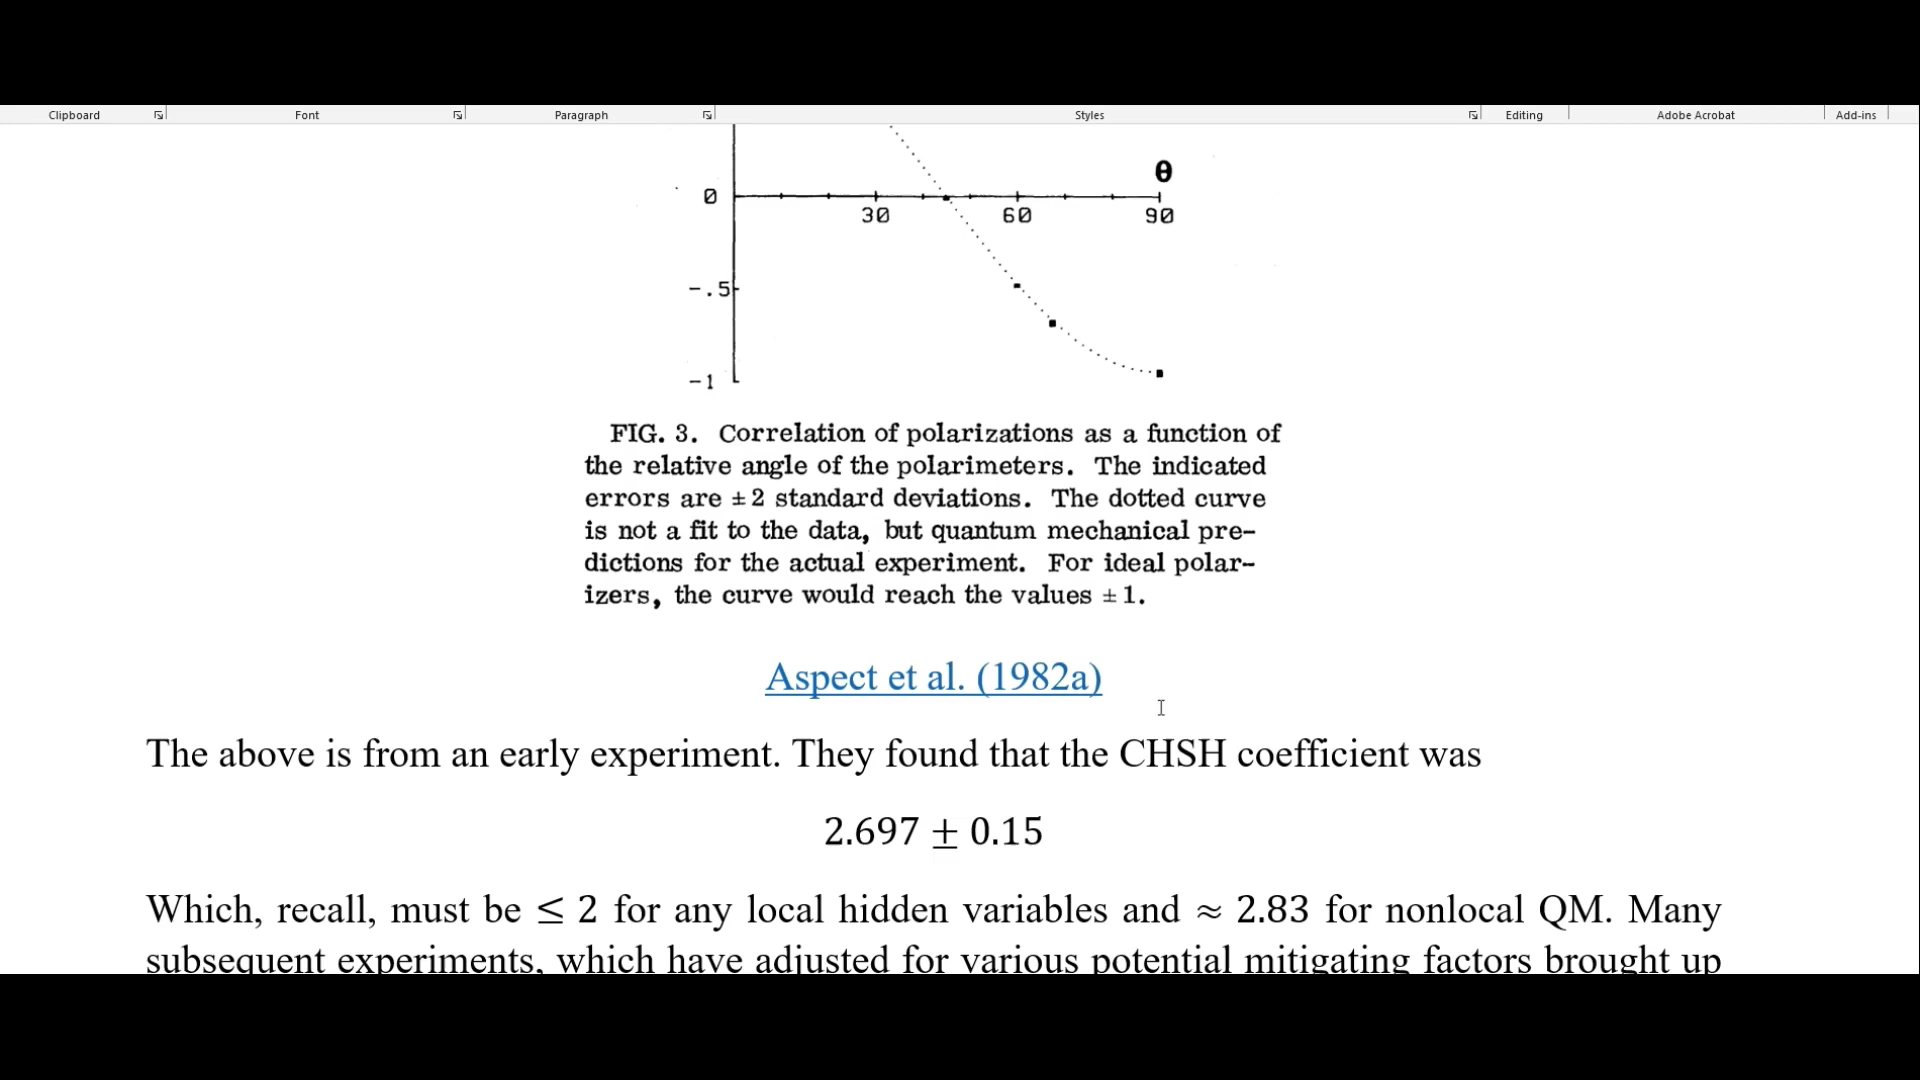 Clipboard Font Paragraph Styles Editing Adobe Acrobat Add-ins
θ
0
30 60 90
-.5
-1
FIG. 3. Correlation of polarizations as a function of
the relative angle of the polarimeters. The indicated
errors are ±2 standard deviations. The dotted curve
is not a fit to the data, but quantum mechanical pre-
dictions for the actual experiment. For ideal polar-
izers, the curve would reach the values ±1.
Aspect et al. (1982a)
The above is from an early experiment. They found that the CHSH coefficient was
2.697 ± 0.15
Which, recall, must be ≤ 2 for any local hidden variables and ≈ 2.83 for nonlocal QM. Many
subsequent experiments, which have adjusted for various potential mitigating factors brought up